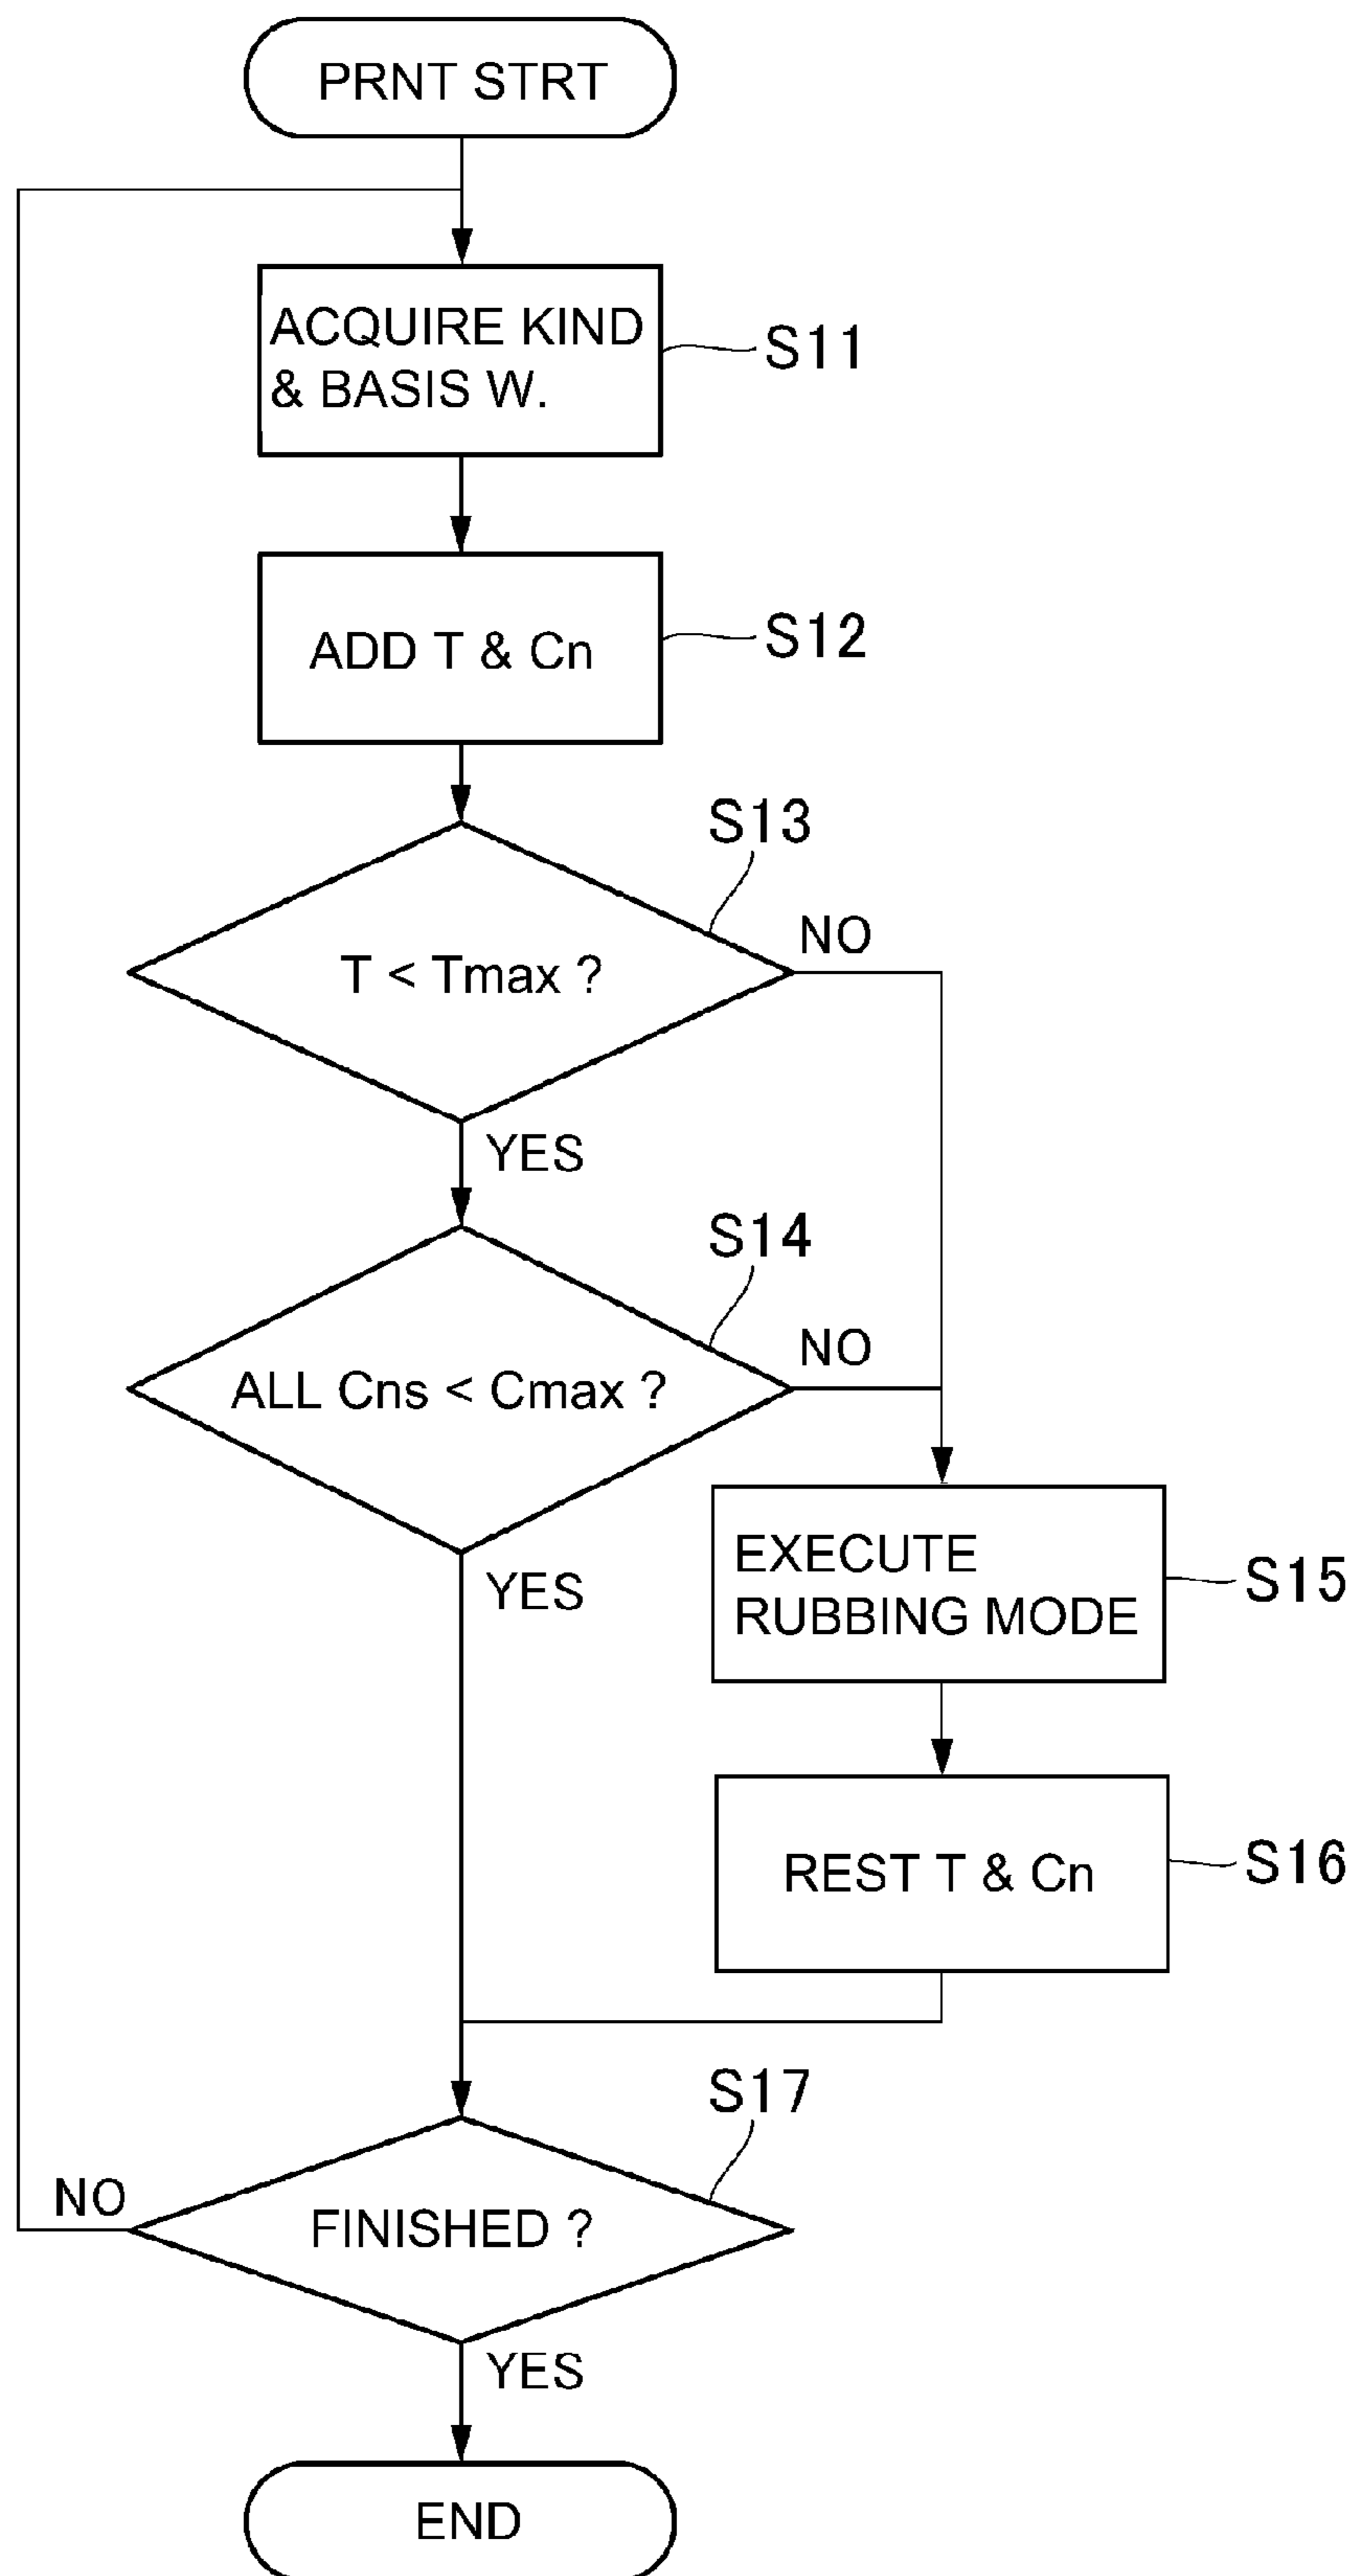 PRNT STRT
ACQUIRE KIND
& BASIS W.
S11
ADD T & Cn
S12
S13
T < Tmax ?
NO
YES
S14
ALL Cns < Cmax ?
NO
YES
EXECUTE
RUBBING MODE
S15
REST T & Cn
S16
S17
FINISHED ?
NO
YES
END